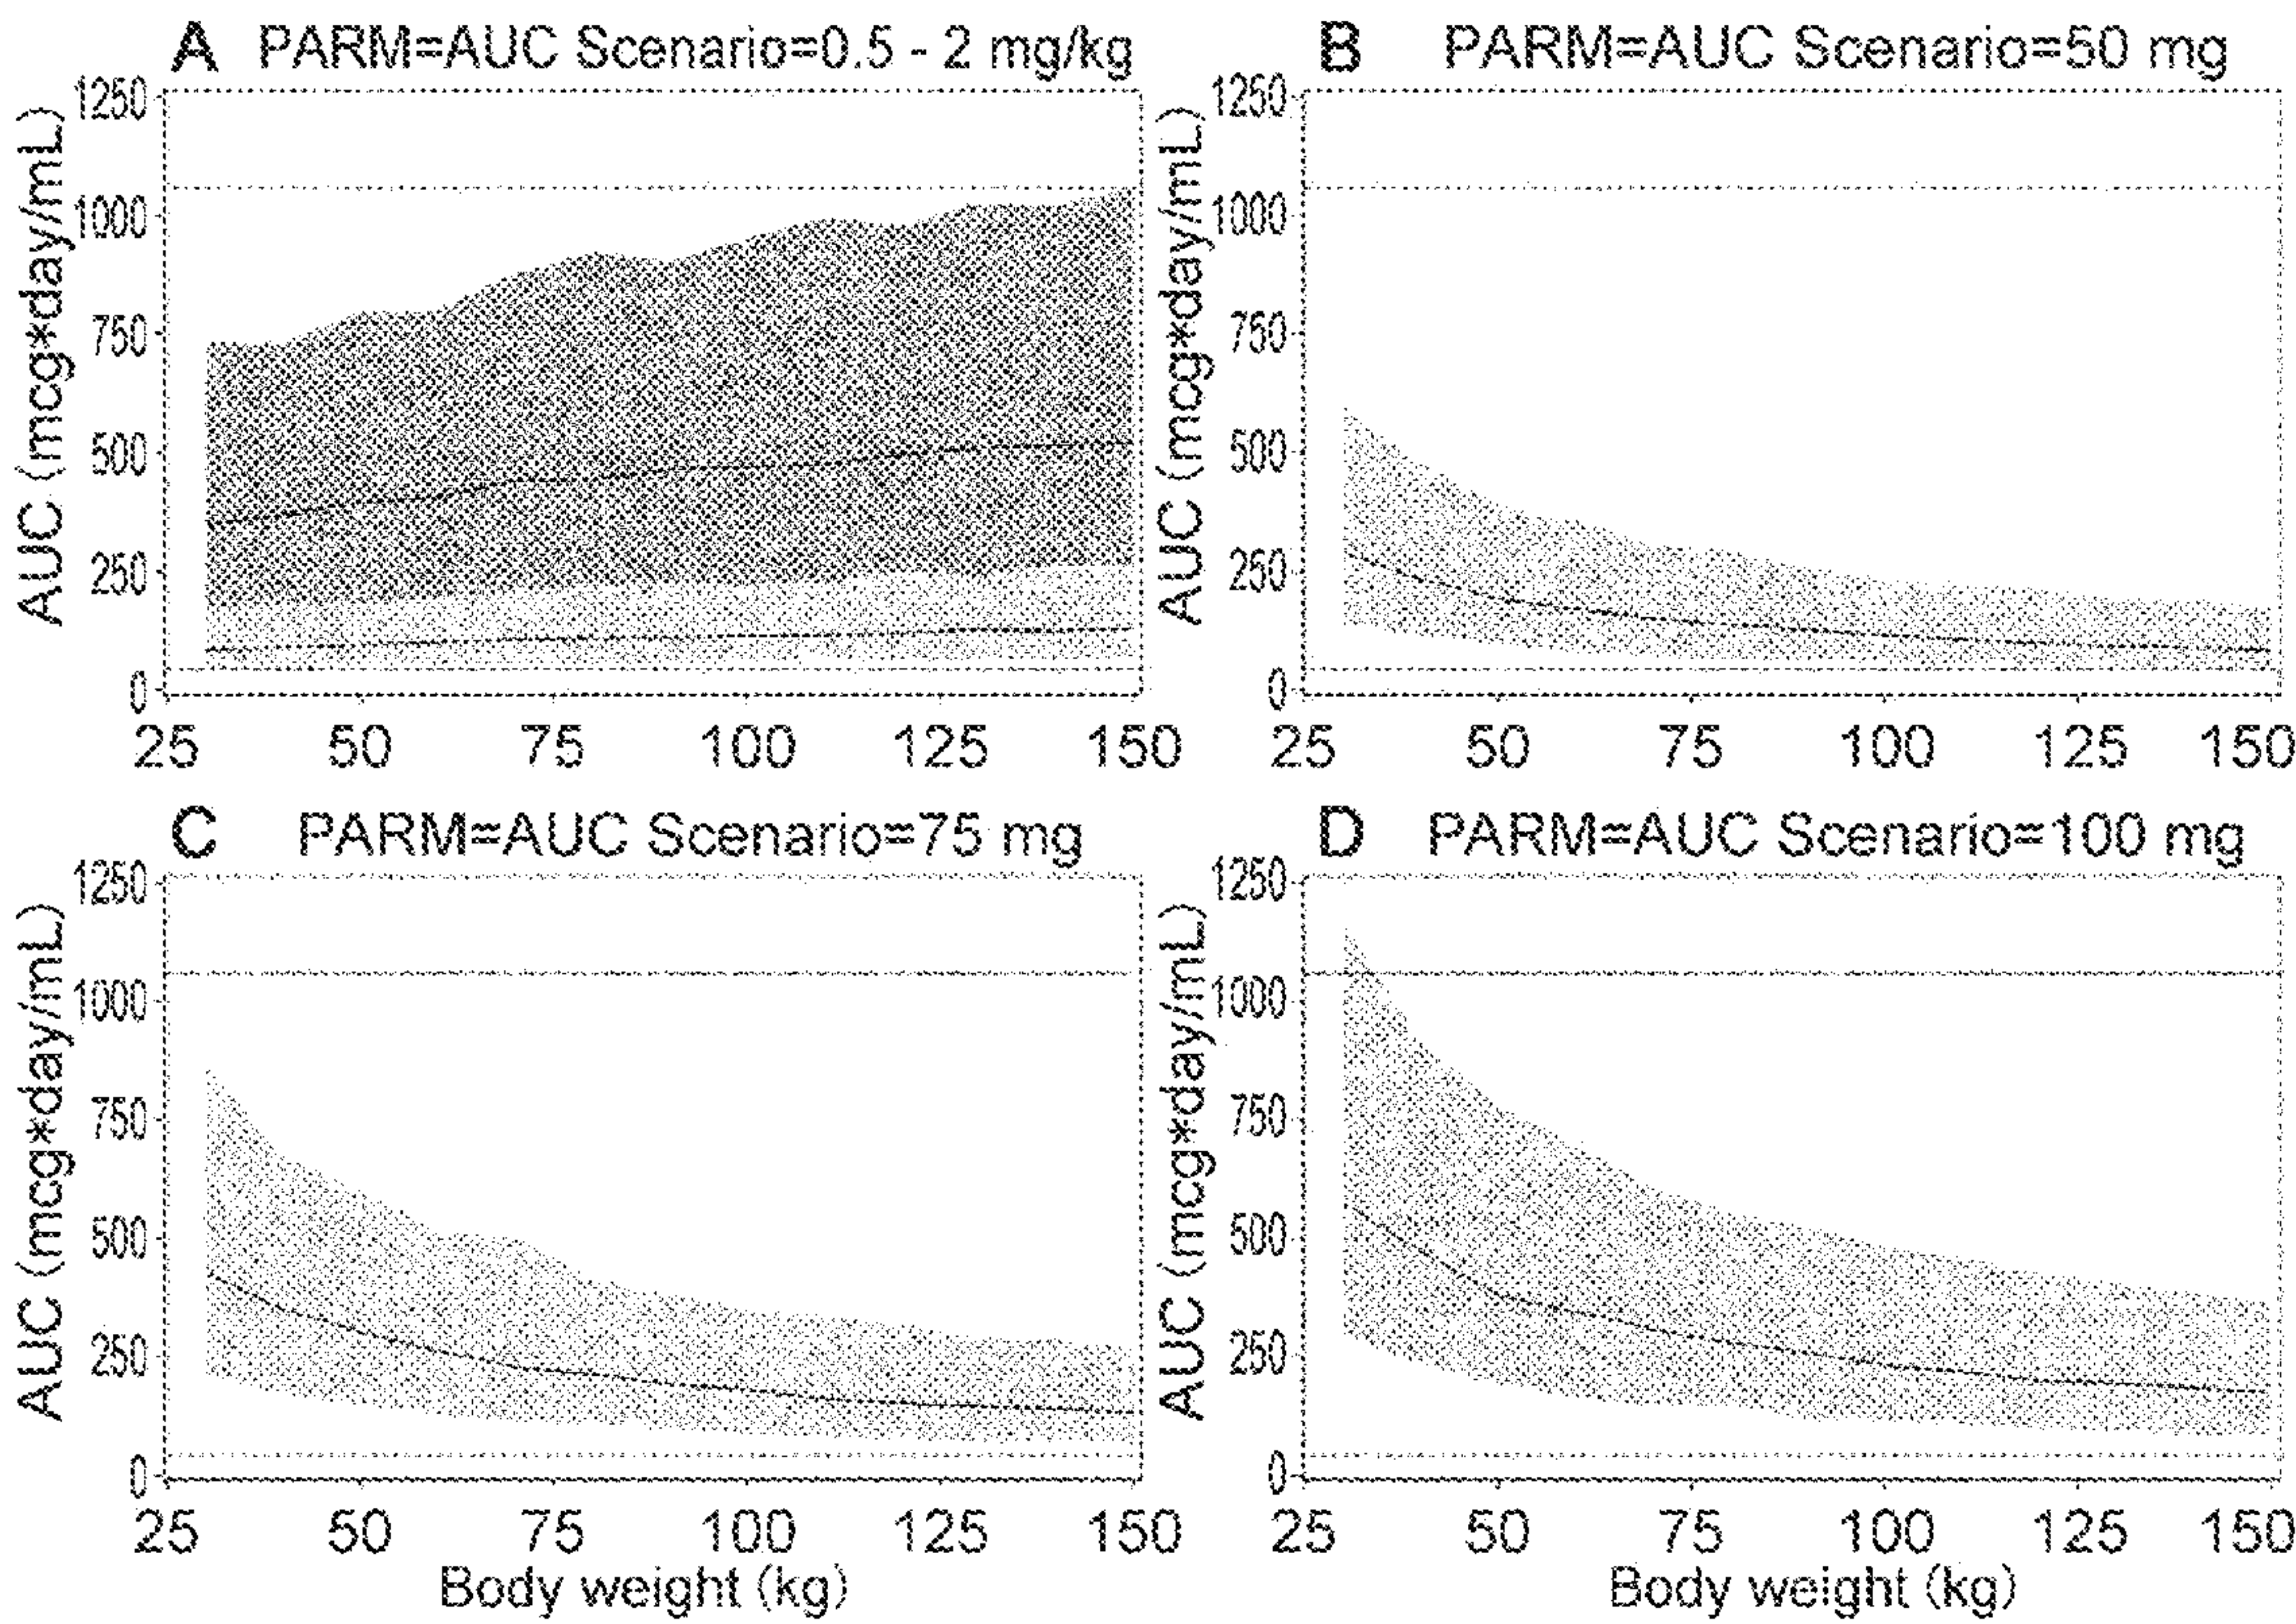 A PARM=AUC Scenario=0.5 - 2 mg/kg
AUC (mcg*day/mL)
1250
1000
750
500
250
0
25 50 75 100 125 150
B PARM=AUC Scenario=50 mg
AUC (mcg*day/mL)
1250
1000
750
500
250
0
25 50 75 100 125 150
C PARM=AUC Scenario=75 mg
AUC (mcg*day/mL)
1250
1000
750
500
250
0
25 50 75 100 125 150
Body weight (kg)
D PARM=AUC Scenario=100 mg
AUC (mcg*day/mL)
1250
1000
750
500
250
0
25 50 75 100 125 150
Body weight (kg)